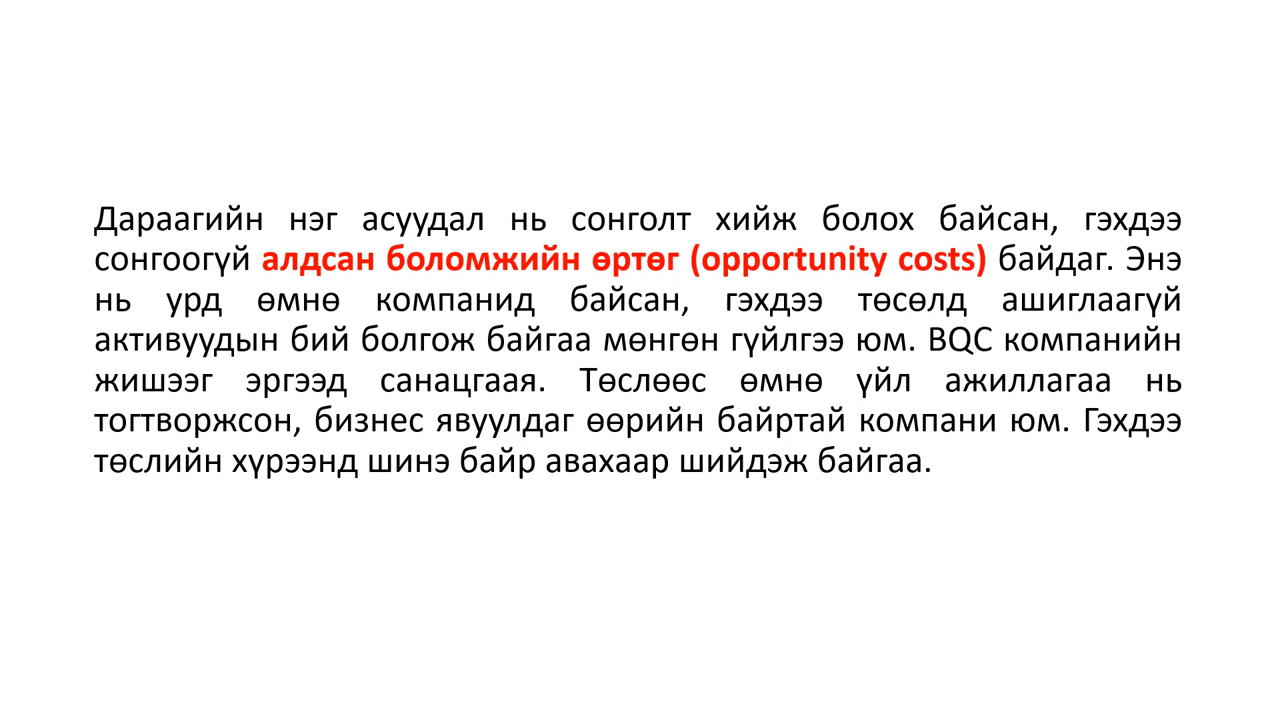 Дараагийн нэг асуудал нь сонголт хийж болох байсан, гэхдээ
сонгоогүй алдсан боломжийн өртөг (opportunity costs) байдаг. Энэ
нь урд өмнө компанид байсан, гэхдээ төсөлд ашиглаагүй
активуудын бий болгож байгаа мөнгөн гүйлгээ юм. BQC компанийн
жишээг эргээд санацгаая. Төслөөс өмнө үйл ажиллагаа нь
тогтворжсон, бизнес явуулдаг өөрийн байртай компани юм. Гэхдээ
төслийн хүрээнд шинэ байр авахаар шийдэж байгаа.